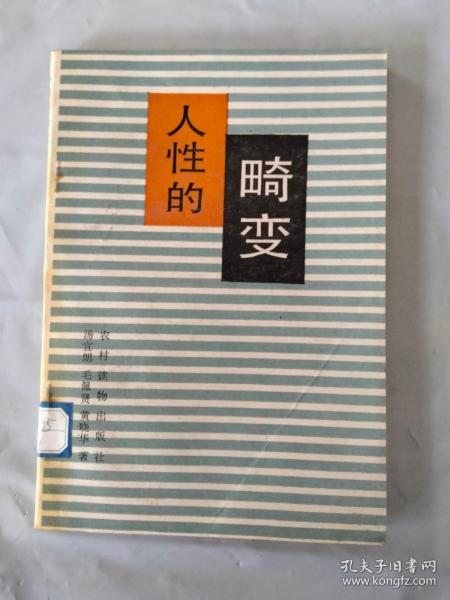 人性的
畸变
农村读物出版社
汤宜朗 毛佩贤 黄晓华 著
25
孔夫子旧书网
www.kongfz.com